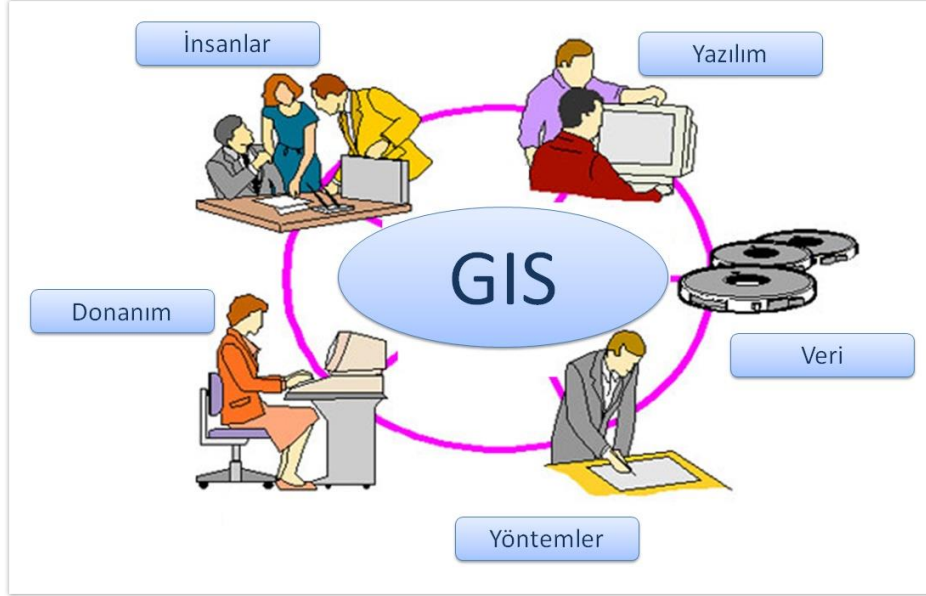 İnsanlar
Yazılım
GIS
Donanım
Veri
Yöntemler